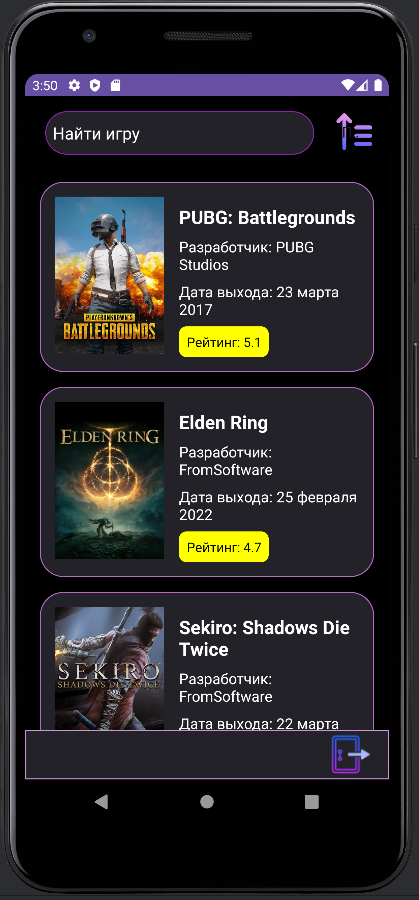 3:50
Найти игру
PLAYERUNKNOWN'S
BATTLEGROUNDS
PUBG: Battlegrounds
Разработчик: PUBG
Studios
Дата выхода: 23 марта
2017
Рейтинг: 5.1
ELDEN RING
Elden Ring
Разработчик:
FromSoftware
Дата выхода: 25 февраля
2022
Рейтинг: 4.7
SEKIRO
SHADOWS DIE TWICE
Sekiro: Shadows Die
Twice
Разработчик:
FromSoftware
Дата выхода: 22 марта